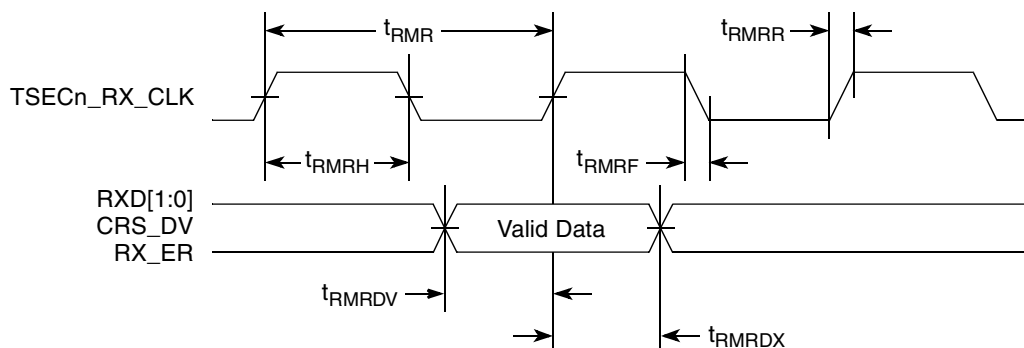 tRMR
tRMRR
TSECn_RX_CLK
tRMRH
tRMRF
RXD[1:0]
CRS_DV
RX_ER
Valid Data
tRMRDV
tRMRDX